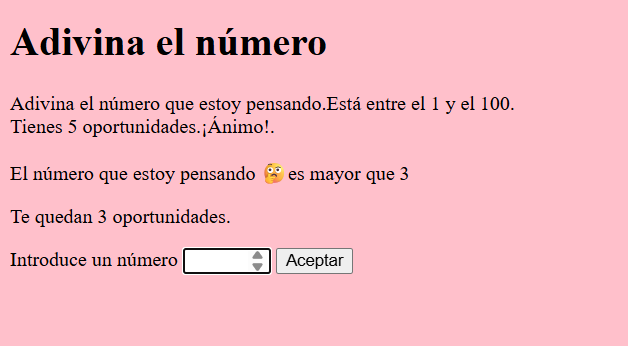 Adivina el número
Adivina el número que estoy pensando.Está entre el 1 y el 100.
Tienes 5 oportunidades.¡Ánimo!.
El número que estoy pensando 🤔 es mayor que 3
Te quedan 3 oportunidades.
Introduce un número Aceptar